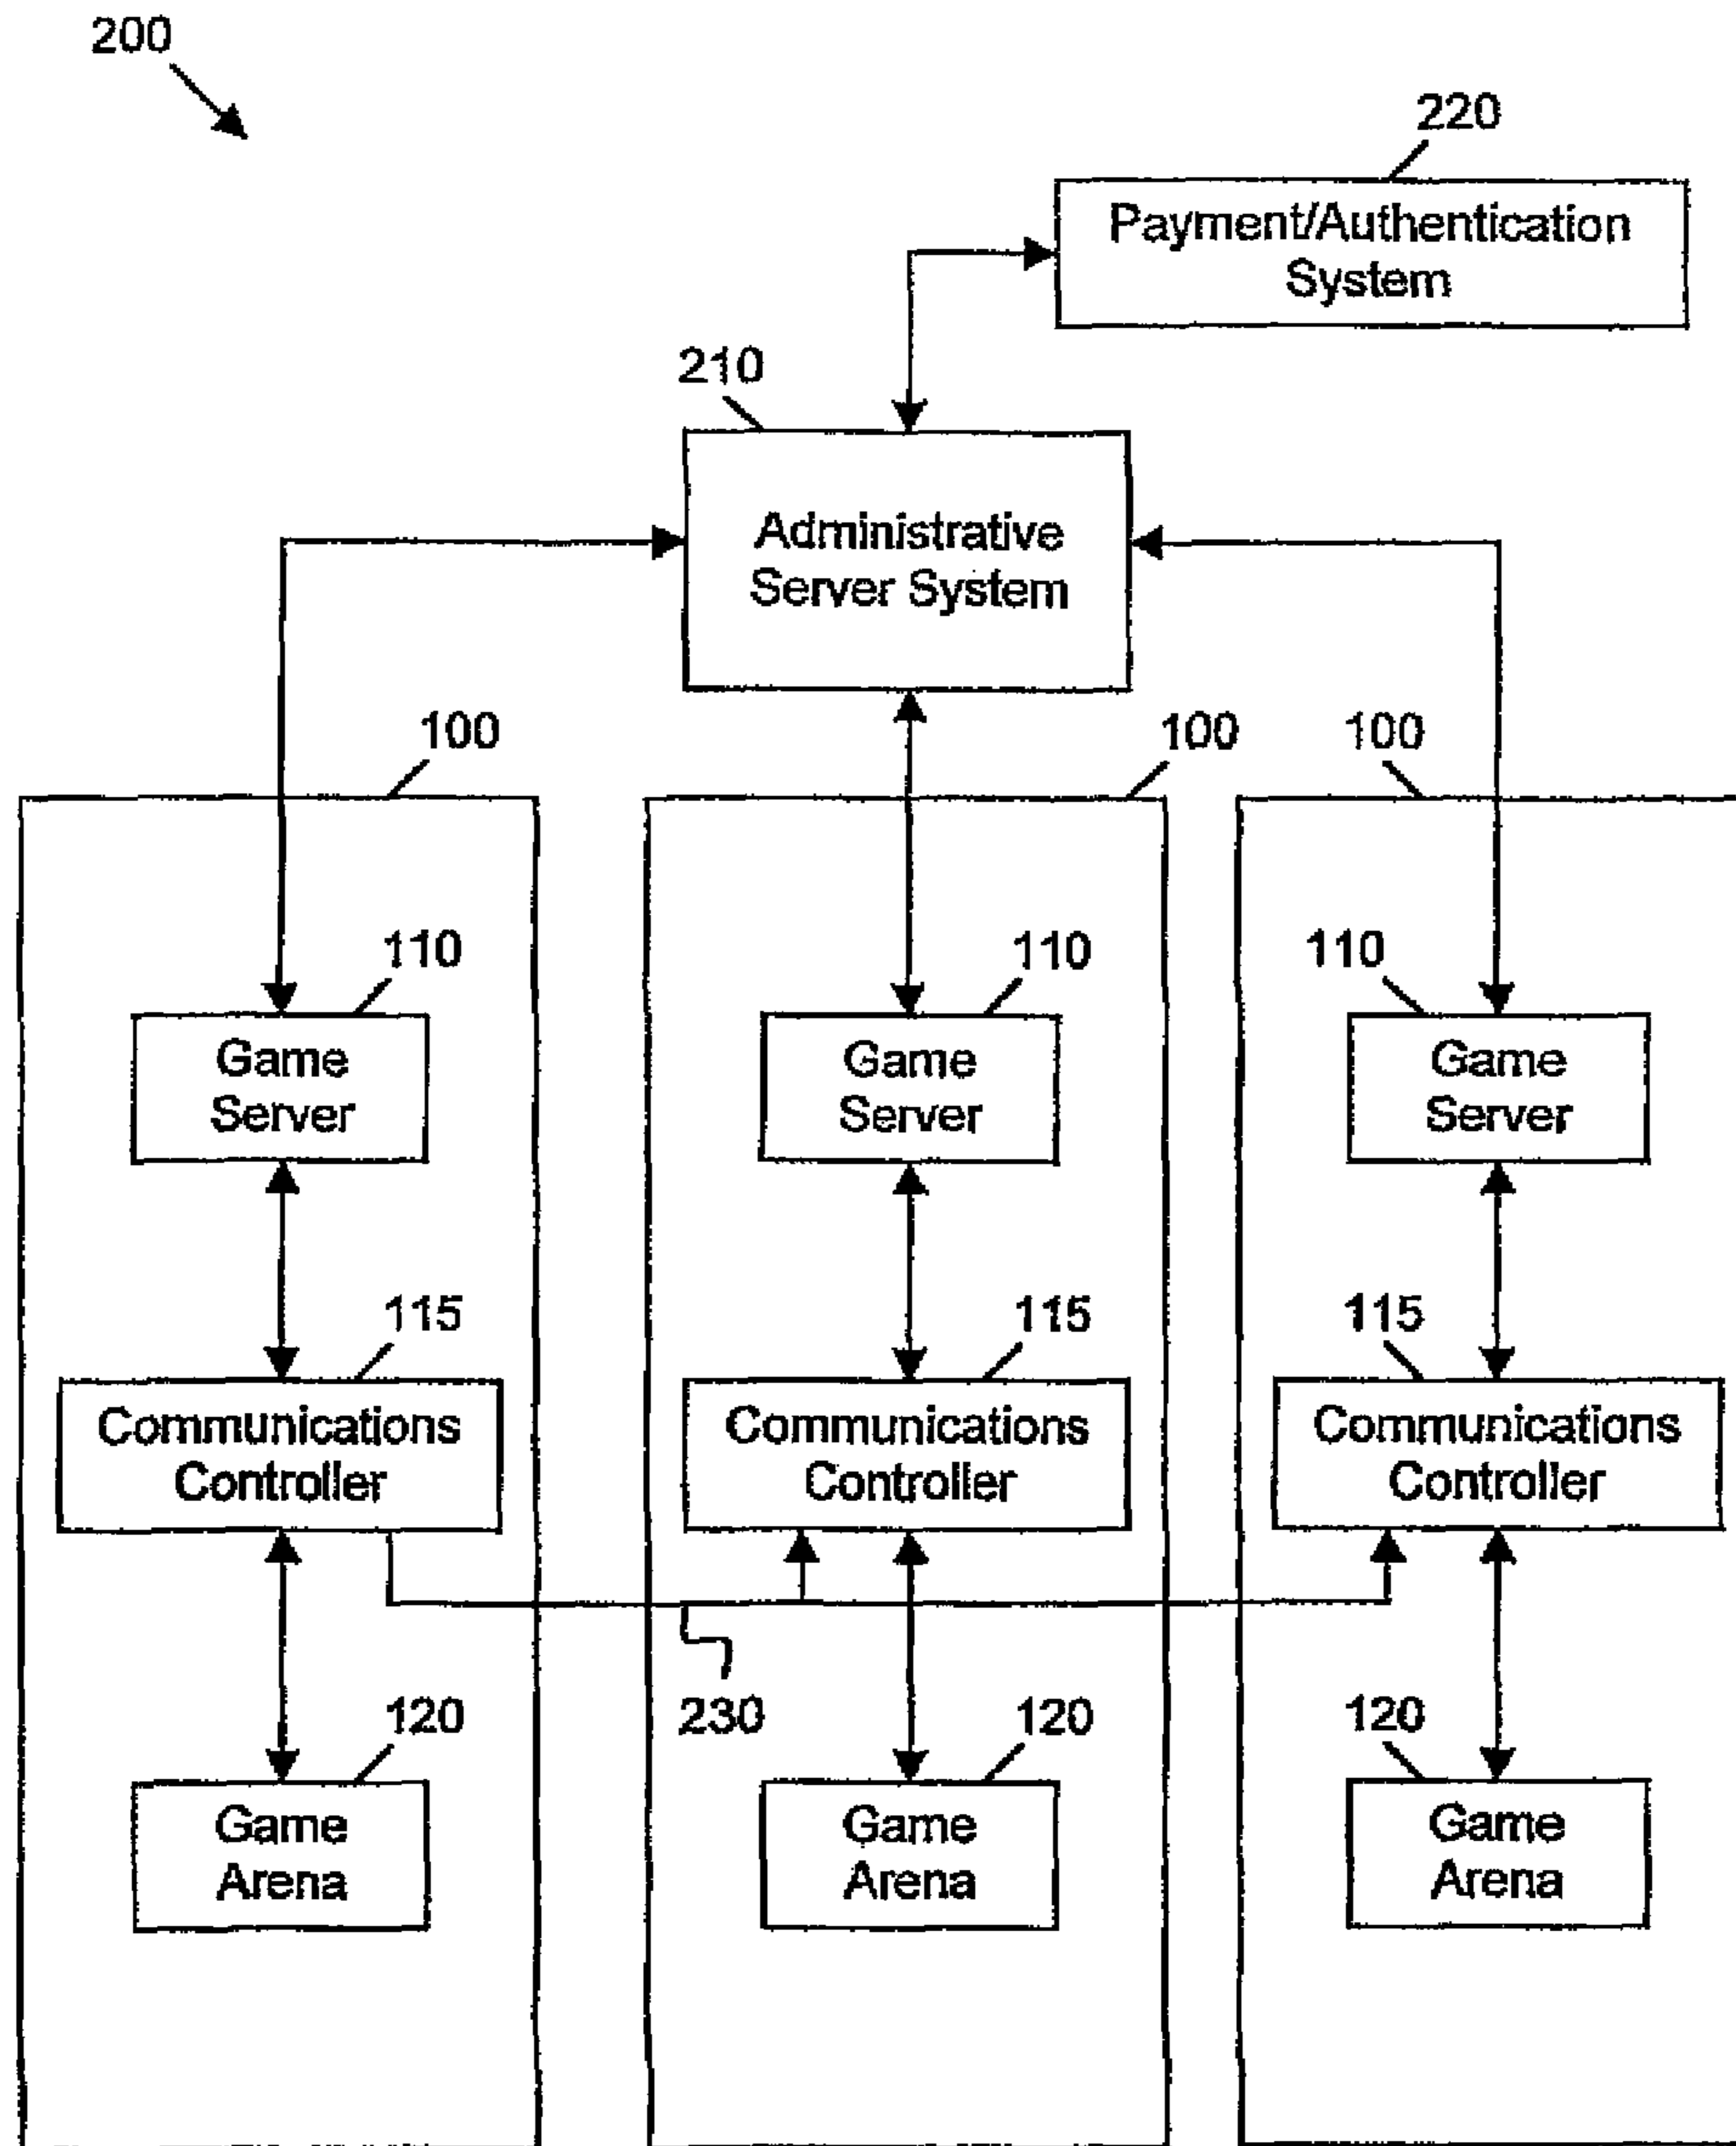 200
220
Payment/Authentication
System
210
Administrative
Server System
100
100
100
110
110
110
Game
Server
Game
Server
Game
Server
115
115
115
Communications
Controller
Communications
Controller
Communications
Controller
230
120
120
120
Game
Arena
Game
Arena
Game
Arena